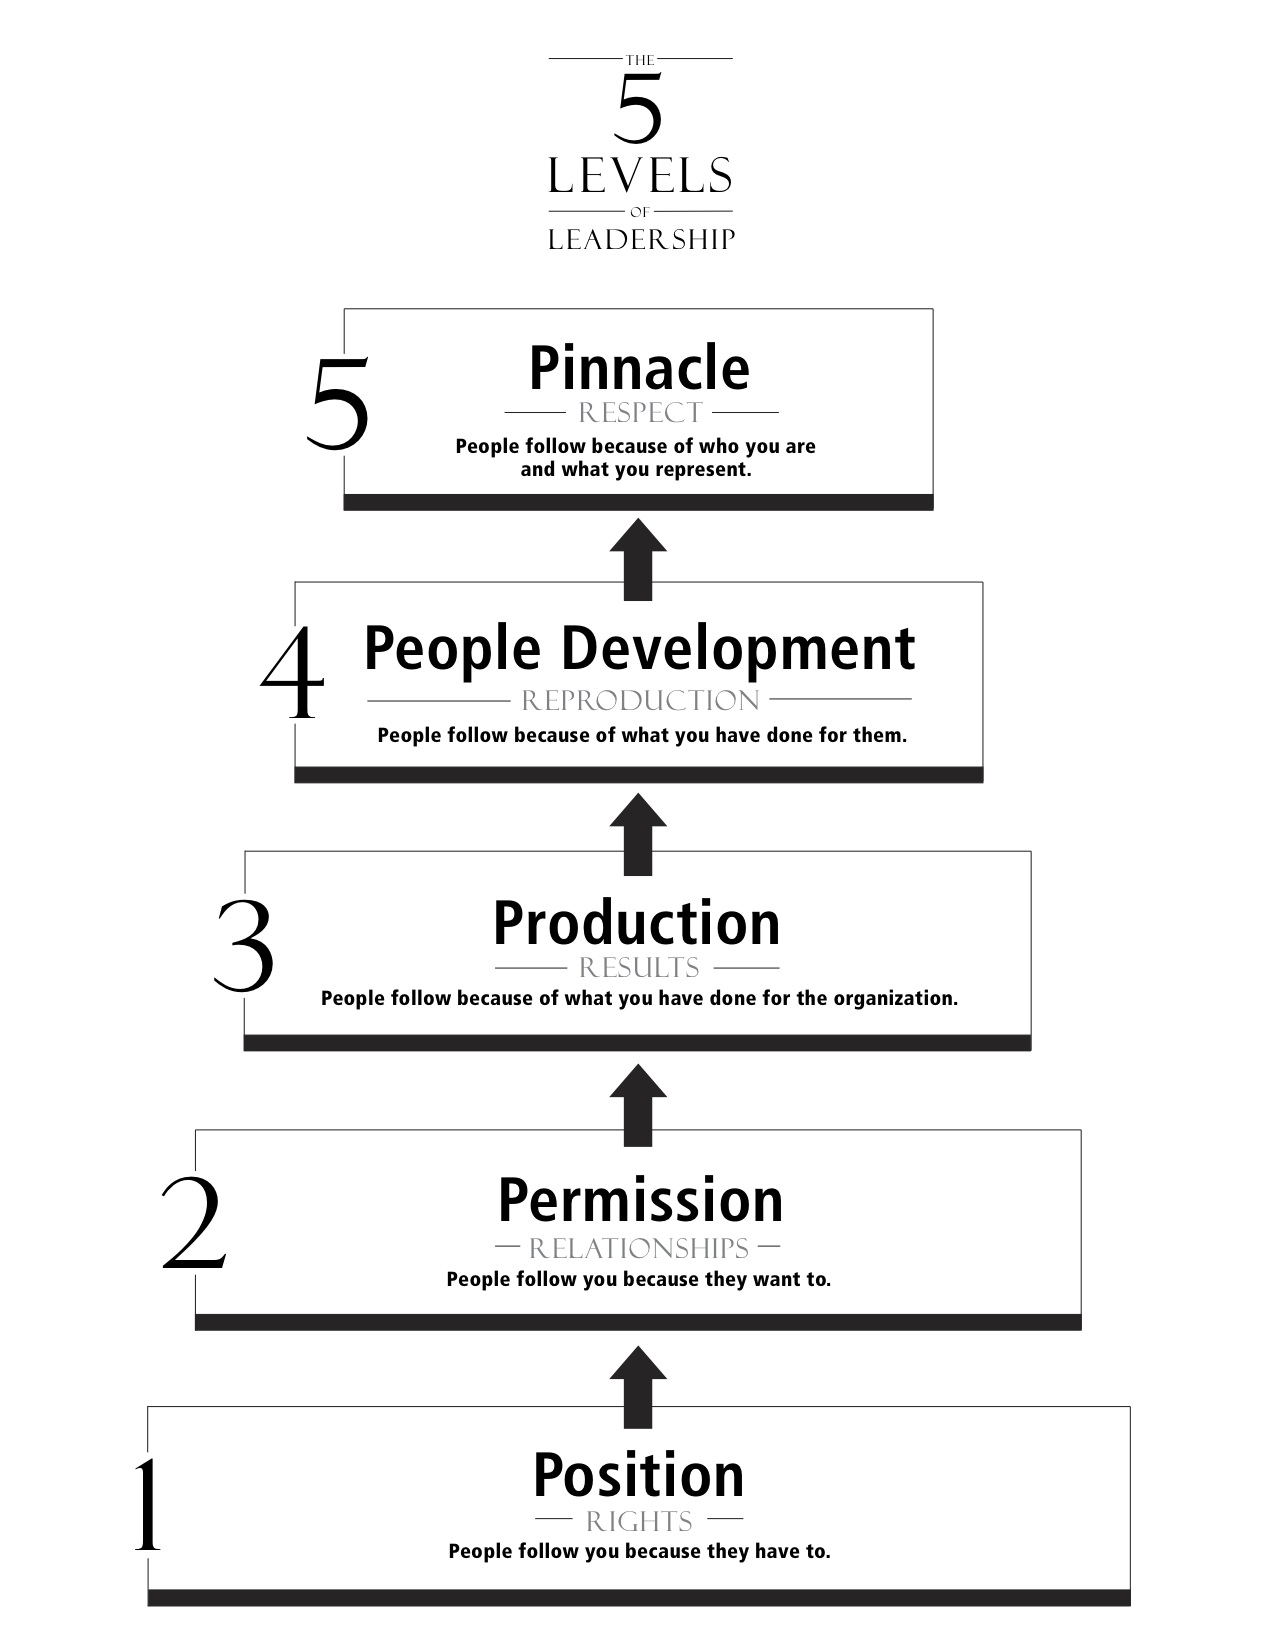 THE
5
LEVELS
OF
LEADERSHIP
5
Pinnacle
RESPECT
People follow because of who you are
and what you represent.
4
People Development
REPRODUCTION
People follow because of what you have done for them.
3
Production
RESULTS
People follow because of what you have done for the organization.
2
Permission
RELATIONSHIPS
People follow you because they want to.
1
Position
RIGHTS
People follow you because they have to.